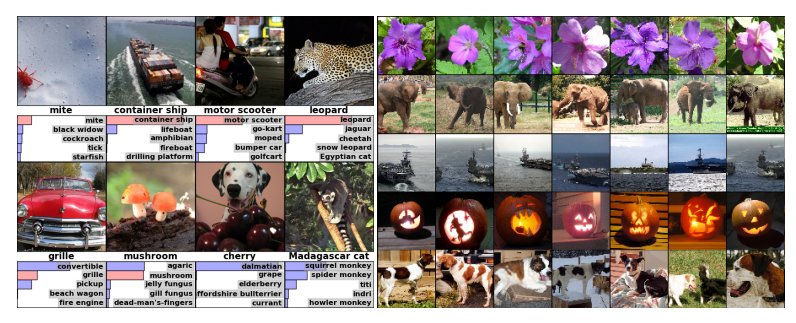 mite
container ship
motor scooter
leopard
mite
black widow
cockroach
tick
starfish
container ship
lifeboat
amphibian
fireboat
drilling platform
motor scooter
go-kart
moped
bumper car
golfcart
leopard
jaguar
cheetah
snow leopard
Egyptian cat
grille
mushroom
cherry
Madagascar cat
convertible
grille
pickup
beach wagon
fire engine
agaric
mushroom
jelly fungus
gill fungus
dead-man's-fingers
dalmatian
grape
elderberry
ffordshire bullterrier
currant
squirrel monkey
spider monkey
titi
indri
howler monkey